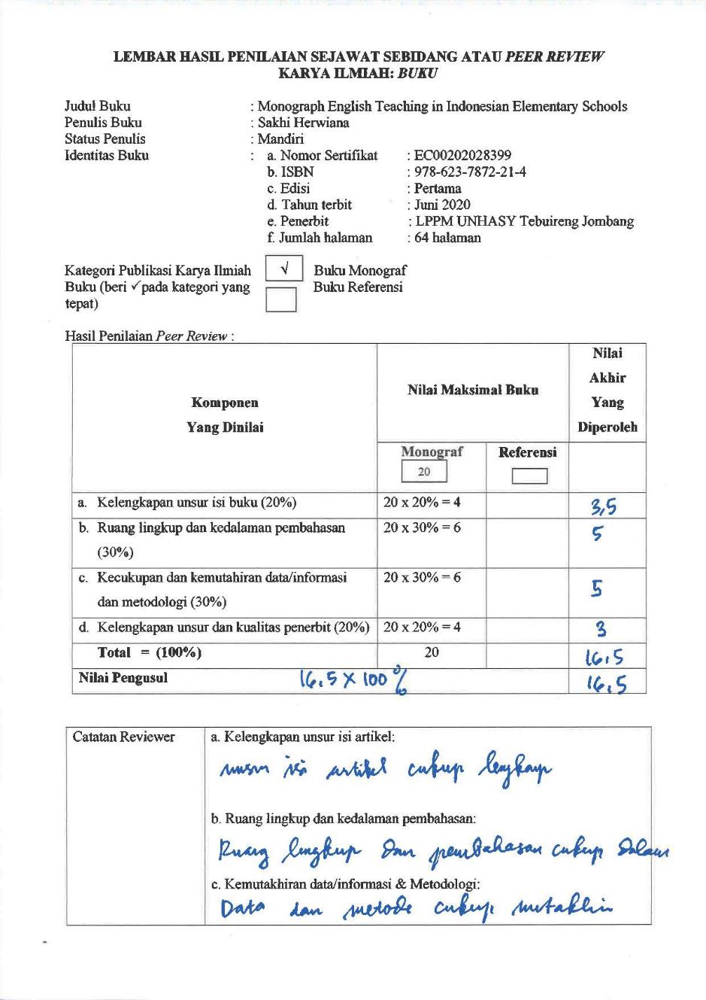 LEMBAR HASIL PENILAIAN SEJAWAT SEBIDANG ATAU PEER REVIEW
KARYA ILMIAH: BUKU
Judul Buku : Monograph English Teaching in Indonesian Elementary Schools
Penulis Buku : Sakhi Herwiana
Status Penulis : Mandiri
Identitas Buku : a. Nomor Sertifikat : EC00202028399
b. ISBN : 978-623-7872-21-4
c. Edisi : Pertama
d. Tahun terbit : Juni 2020
e. Penerbit : LPPM UNHASY Tebuireng Jombang
f. Jumlah halaman : 64 halaman
Kategori Publikasi Karya Ilmiah √ Buku Monograf
Buku (beri ✓pada kategori yang Buku Referensi
tepat)
Hasil Penilaian Peer Review :
Komponen
Yang Dinilai
Nilai Maksimal Buku
Nilai
Akhir
Yang
Diperoleh
Monograf Referensi
20
a. Kelengkapan unsur isi buku (20%) 20 x 20% = 4 3,5
b. Ruang lingkup dan kedalaman pembahasan 20 x 30% = 6 5
(30%)
c. Kecukupan dan kemutahiran data/informasi 20 x 30% = 6 5
dan metodologi (30%)
d. Kelengkapan unsur dan kualitas penerbit (20%) 20 x 20% = 4 3
Total = (100%) 20 16,5
Nilai Pengusul 16,5 x 100 % 16,5
Catatan Reviewer a. Kelengkapan unsur isi artikel:
unsur isi artikel cukup lengkap
b. Ruang lingkup dan kedalaman pembahasan:
Ruang lingkup dan pembahasan cukup dalam
c. Kemutakhiran data/informasi & Metodologi:
Data dan metode cukup mutakhir